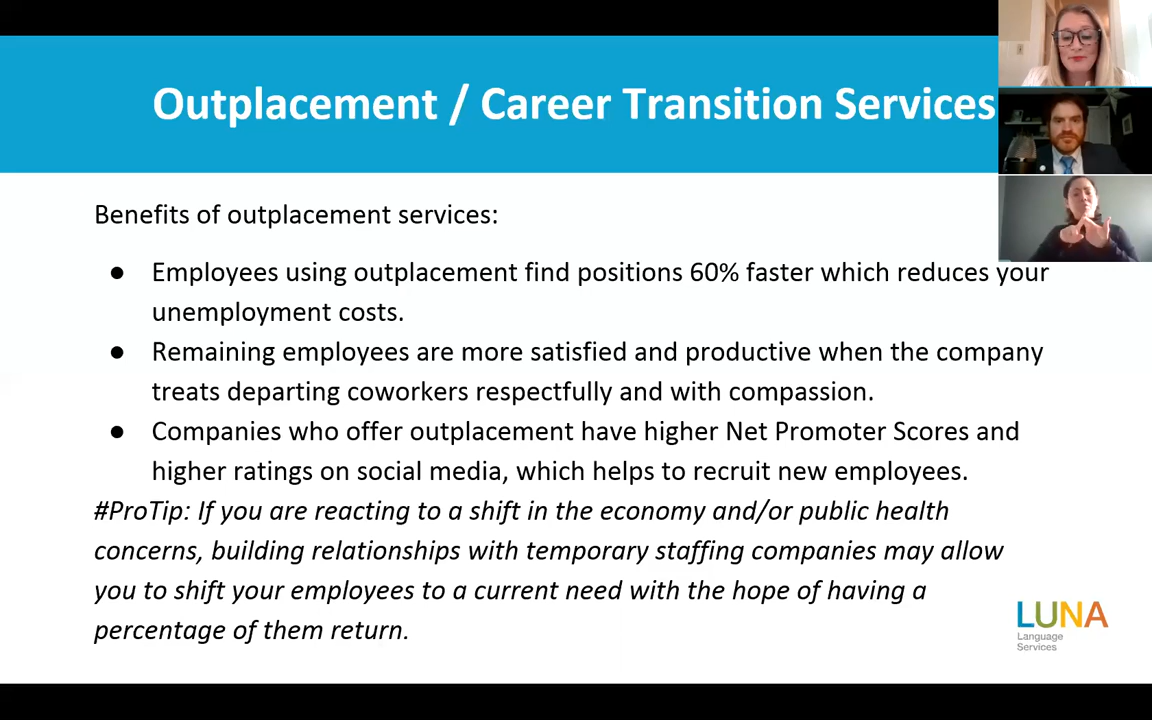 Outplacement / Career Transition Services
Benefits of outplacement services:
● Employees using outplacement find positions 60% faster which reduces your
unemployment costs.
● Remaining employees are more satisfied and productive when the company
treats departing coworkers respectfully and with compassion.
● Companies who offer outplacement have higher Net Promoter Scores and
higher ratings on social media, which helps to recruit new employees.
#ProTip: If you are reacting to a shift in the economy and/or public health
concerns, building relationships with temporary staffing companies may allow
you to shift your employees to a current need with the hope of having a
percentage of them return.
LUNA
Language
Services